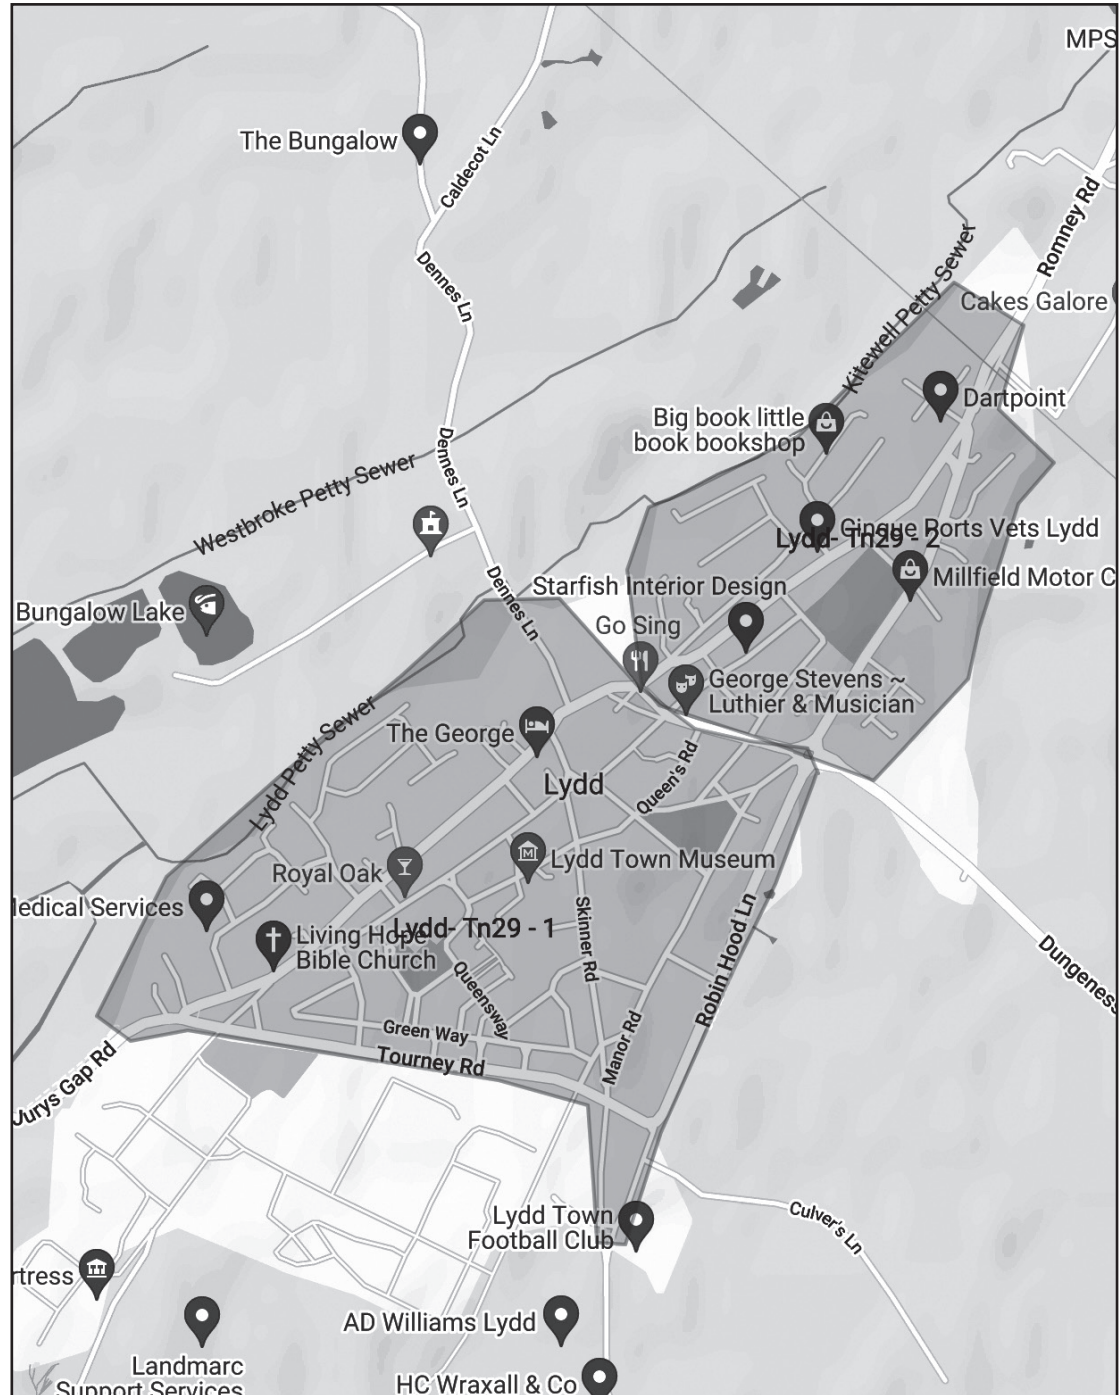 MPS
The Bungalow
Caldecot Ln
Romney Rd
Dennes Ln
Kitewell Petty Sewer
Cakes Galore
Dartpoint
Big book little
book bookshop
Dennes Ln
Westbroke Petty Sewer
Cinque Ports Vets Lydd
Lydd- Tn29 - 2
Millfield Motor C
Starfish Interior Design
Dennes Ln
Bungalow Lake
Go Sing
George Stevens ~
Luthier & Musician
Lydd Petty Sewer
The George
Lydd
Queen's Rd
Royal Oak
Lydd Town Museum
ledical Services
Lydd- Tn29 - 1
Living Hope
Bible Church
Skinner Rd
Robin Hood Ln
Dungeness
Queensway
Green Way
Manor Rd
Tourney Rd
Jurys Gap Rd
Lydd Town
Football Club
Culver's Ln
rtress
AD Williams Lydd
Landmarc
Support Services
HC Wraxall & Co